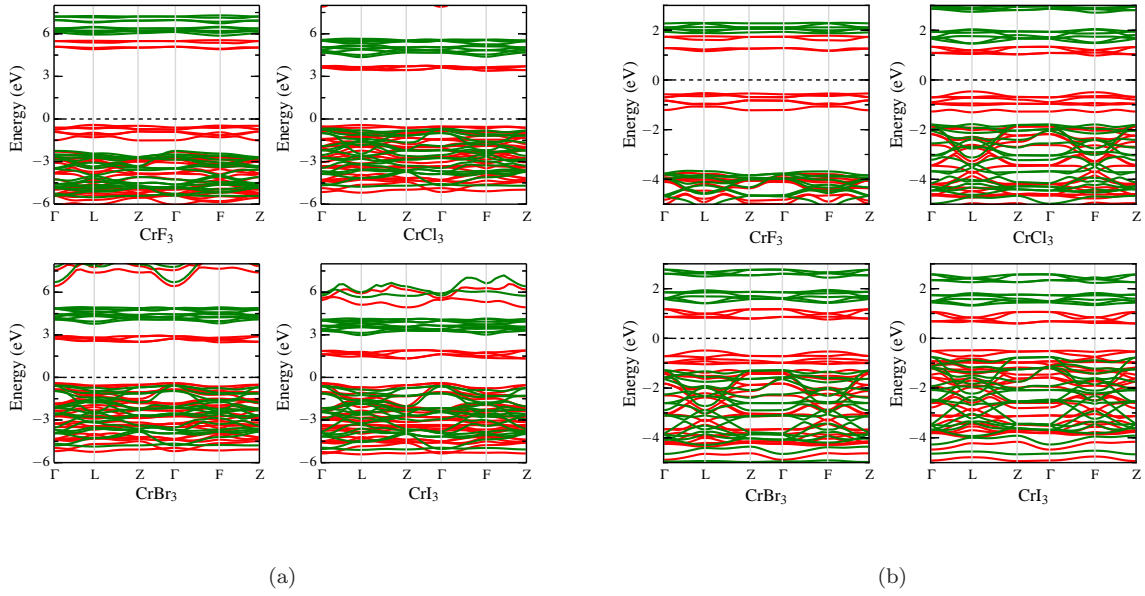 Energy (eV)
6
3
0
−3
−6
Γ L Z Γ F Z
CrF3
Energy (eV)
6
3
0
−3
−6
Γ L Z Γ F Z
CrCl3
Energy (eV)
2
0
−2
−4
Γ L Z Γ F Z
CrF3
Energy (eV)
2
0
−2
−4
Γ L Z Γ F Z
CrCl3
Energy (eV)
6
3
0
−3
−6
Γ L Z Γ F Z
CrBr3
Energy (eV)
6
3
0
−3
−6
Γ L Z Γ F Z
CrI3
Energy (eV)
2
0
−2
−4
Γ L Z Γ F Z
CrBr3
Energy (eV)
2
0
−2
−4
Γ L Z Γ F Z
CrI3
(a)
(b)